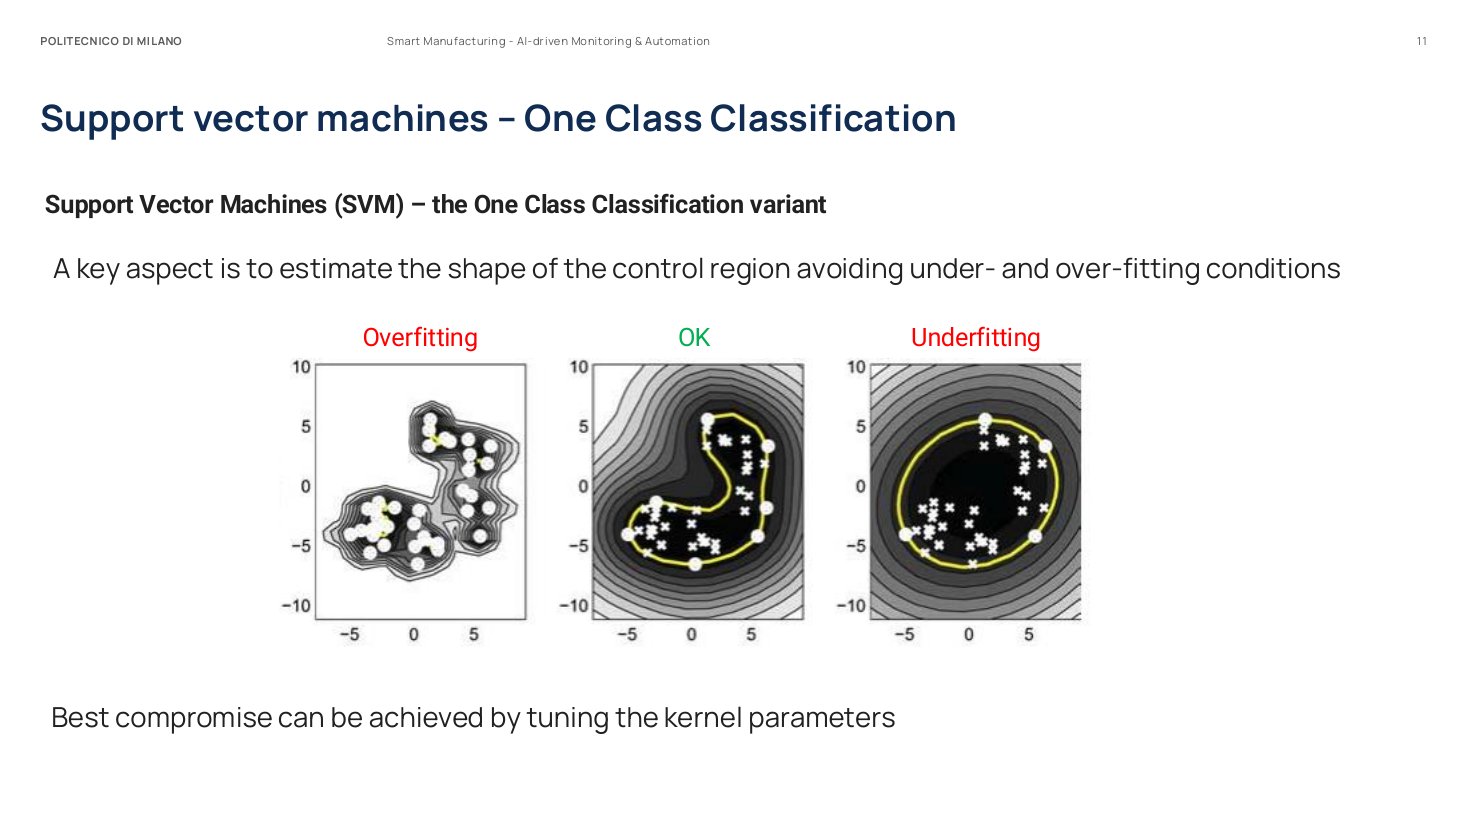 POLITECNICO DI MILANO
Smart Manufacturing - AI-driven Monitoring & Automation
11
Support vector machines – One Class Classification
Support Vector Machines (SVM) – the One Class Classification variant
A key aspect is to estimate the shape of the control region avoiding under- and over-fitting conditions
Overfitting
10
5
0
−5
−10
−5 0 5
OK
10
5
0
−5
−10
−5 0 5
Underfitting
10
5
0
−5
−10
−5 0 5
Best compromise can be achieved by tuning the kernel parameters